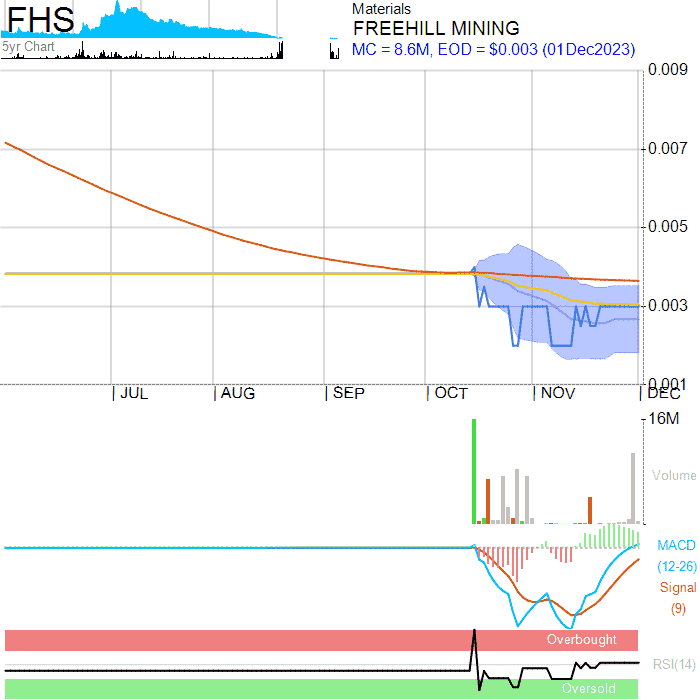 FHS
Materials
FREEHILL MINING
5yr Chart
MC = 8.6M, EOD = $0.003 (01Dec2023)
0.009
0.007
0.005
0.003
0.001
JUL
AUG
SEP
OCT
NOV
DEC
16M
Volume
MACD
(12-26)
Signal
(9)
Overbought
RSI(14)
Oversold